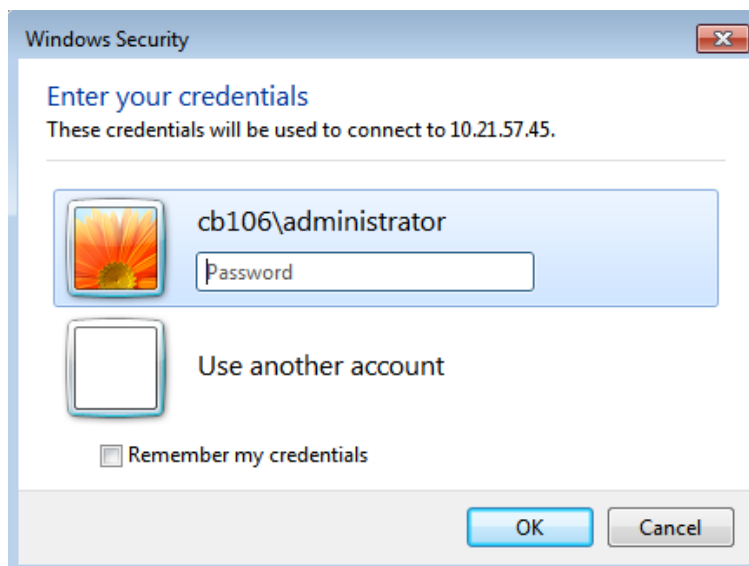 Windows Security
Enter your credentials
These credentials will be used to connect to 10.21.57.45.
cb106\administrator
Password
Use another account
Remember my credentials
OK Cancel